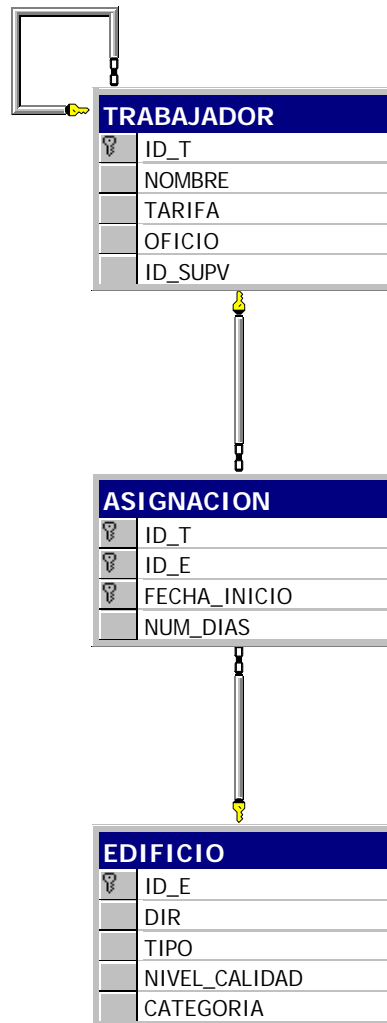 TRABAJADOR
ID_T
NOMBRE
TARIFA
OFICIO
ID_SUPV
ASIGNACION
ID_T
ID_E
FECHA_INICIO
NUM_DIAS
EDIFICIO
ID_E
DIR
TIPO
NIVEL_CALIDAD
CATEGORIA